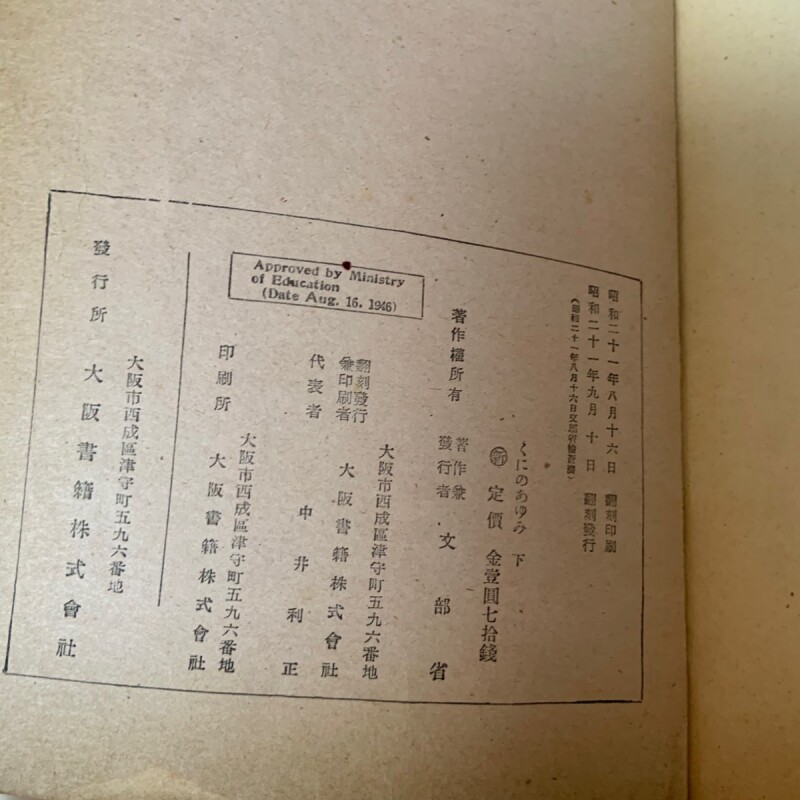 昭和二十一年八月十六日 飜刻印刷
昭和二十一年九月十日 飜刻發行
(昭和二十一年八月十六日文部省檢査濟)
くにのあゆみ 下
新 定價 金壹圓七拾錢
著作權所有
著作兼
發行者 文部省
Approved by Ministry
of Education
(Date Aug. 16, 1946)
大阪市西成區津守町五九六番地
飜刻發行
兼印刷者 大阪書籍株式會社
代表者 中井利正
大阪市西成區津守町五九六番地
印刷所 大阪書籍株式會社
大阪市西成區津守町五九六番地
發行所 大阪書籍株式會社